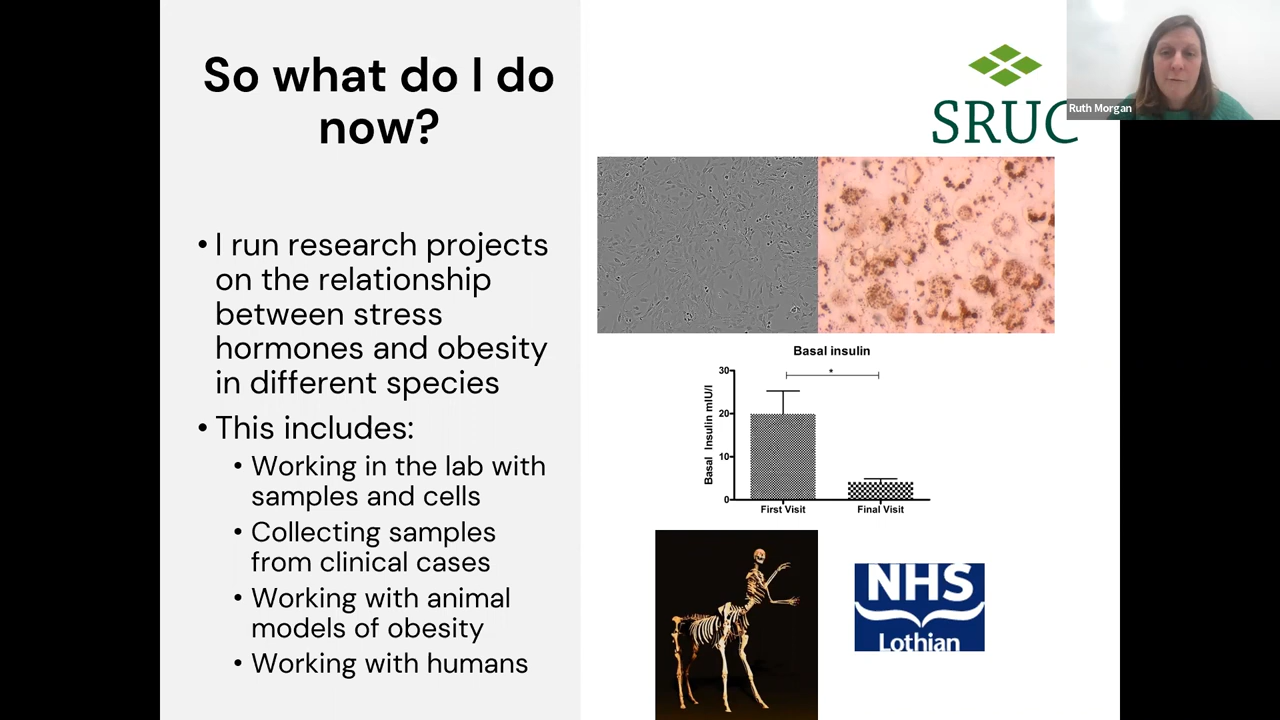 So what do I do
now?
• I run research projects
on the relationship
between stress
hormones and obesity
in different species
• This includes:
• Working in the lab with
samples and cells
• Collecting samples
from clinical cases
• Working with animal
models of obesity
• Working with humans
SRUC
Ruth Morgan
Basal insulin
*
Basal Insulin mIU/l
30
20
10
0
First Visit
Final Visit
NHS
Lothian